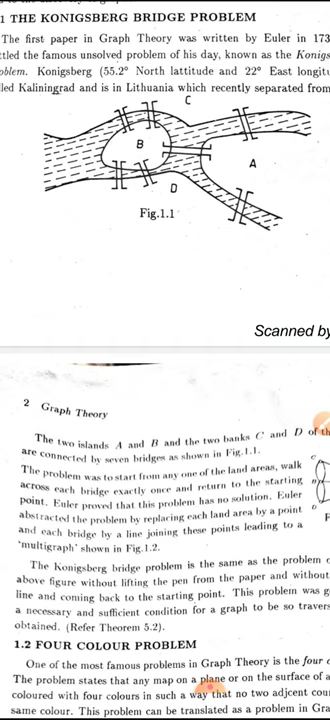 1 THE KONIGSBERG BRIDGE PROBLEM
The first paper in Graph Theory was written by Euler in 173
ttled the famous unsolved problem of his day, known as the Konigs
oblem. Konigsberg (55.2° North lattitude and 22° East longitu
lled Kaliningrad and is in Lithuania which recently separated from
C
B
A
D
Fig.1.1
Scanned by
2 Graph Theory
The two islands A and B and the two banks C and D of th
are connected by seven bridges as shown in Fig.1.1.
The problem was to start from any one of the land areas, walk
across each bridge exactly once and return to the starting
point. Euler proved that this problem has no solution. Euler
abstracted the problem by replacing each land area by a point
and each bridge by a line joining these points leading to a
'multigraph' shown in Fig.1.2.
C
D
F
The Konigsberg bridge problem is the same as the problem o
above figure without lifting the pen from the paper and without
line and coming back to the starting point. This problem was g
a necessary and sufficient condition for a graph to be so travers
obtained. (Refer Theorem 5.2).
1.2 FOUR COLOUR PROBLEM
One of the most famous problems in Graph Theory is the four c
The problem states that any map on a plane or on the surface of a
coloured with four colours in such a way that no two adjcent cou
same colour. This problem can be translated as a problem in Gra